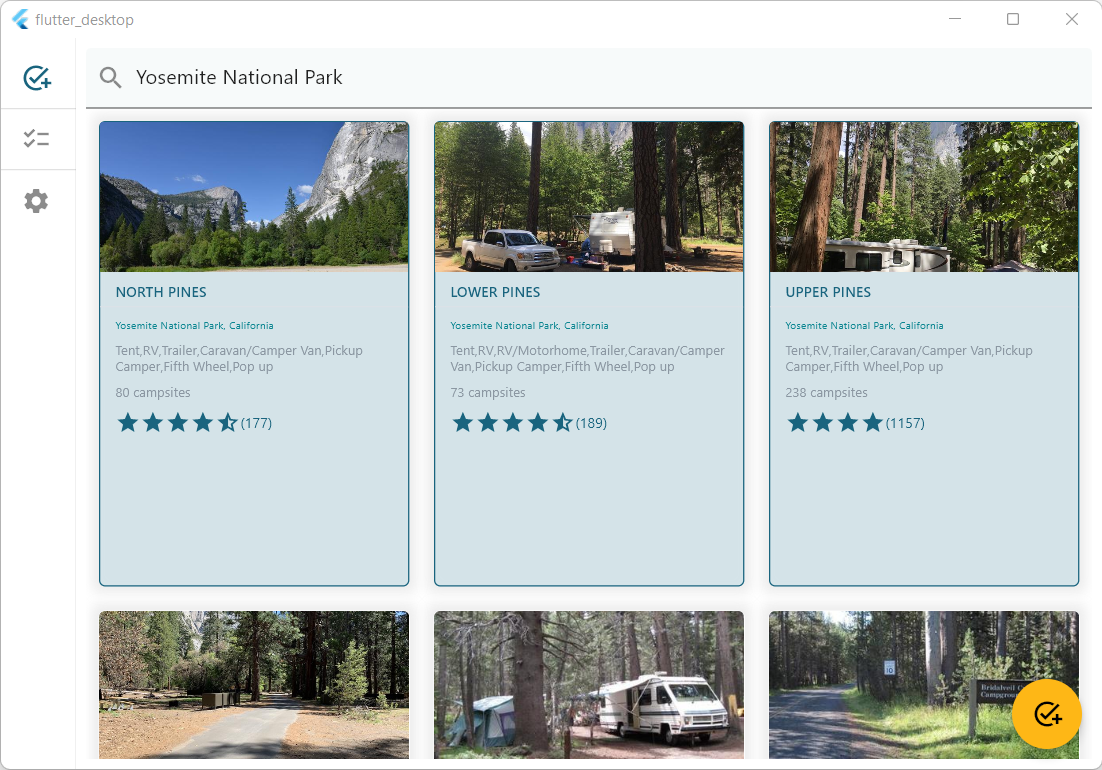 flutter_desktop
Yosemite National Park
NORTH PINES
Yosemite National Park, California
Tent,RV,Trailer,Caravan/Camper Van,Pickup
Camper,Fifth Wheel,Pop up
80 campsites
(177)
LOWER PINES
Yosemite National Park, California
Tent,RV,RV/Motorhome,Trailer,Caravan/Camper
Van,Pickup Camper,Fifth Wheel,Pop up
73 campsites
(189)
UPPER PINES
Yosemite National Park, California
Tent,RV,Trailer,Caravan/Camper Van,Pickup
Camper,Fifth Wheel,Pop up
238 campsites
(1157)
10
Bridalveil